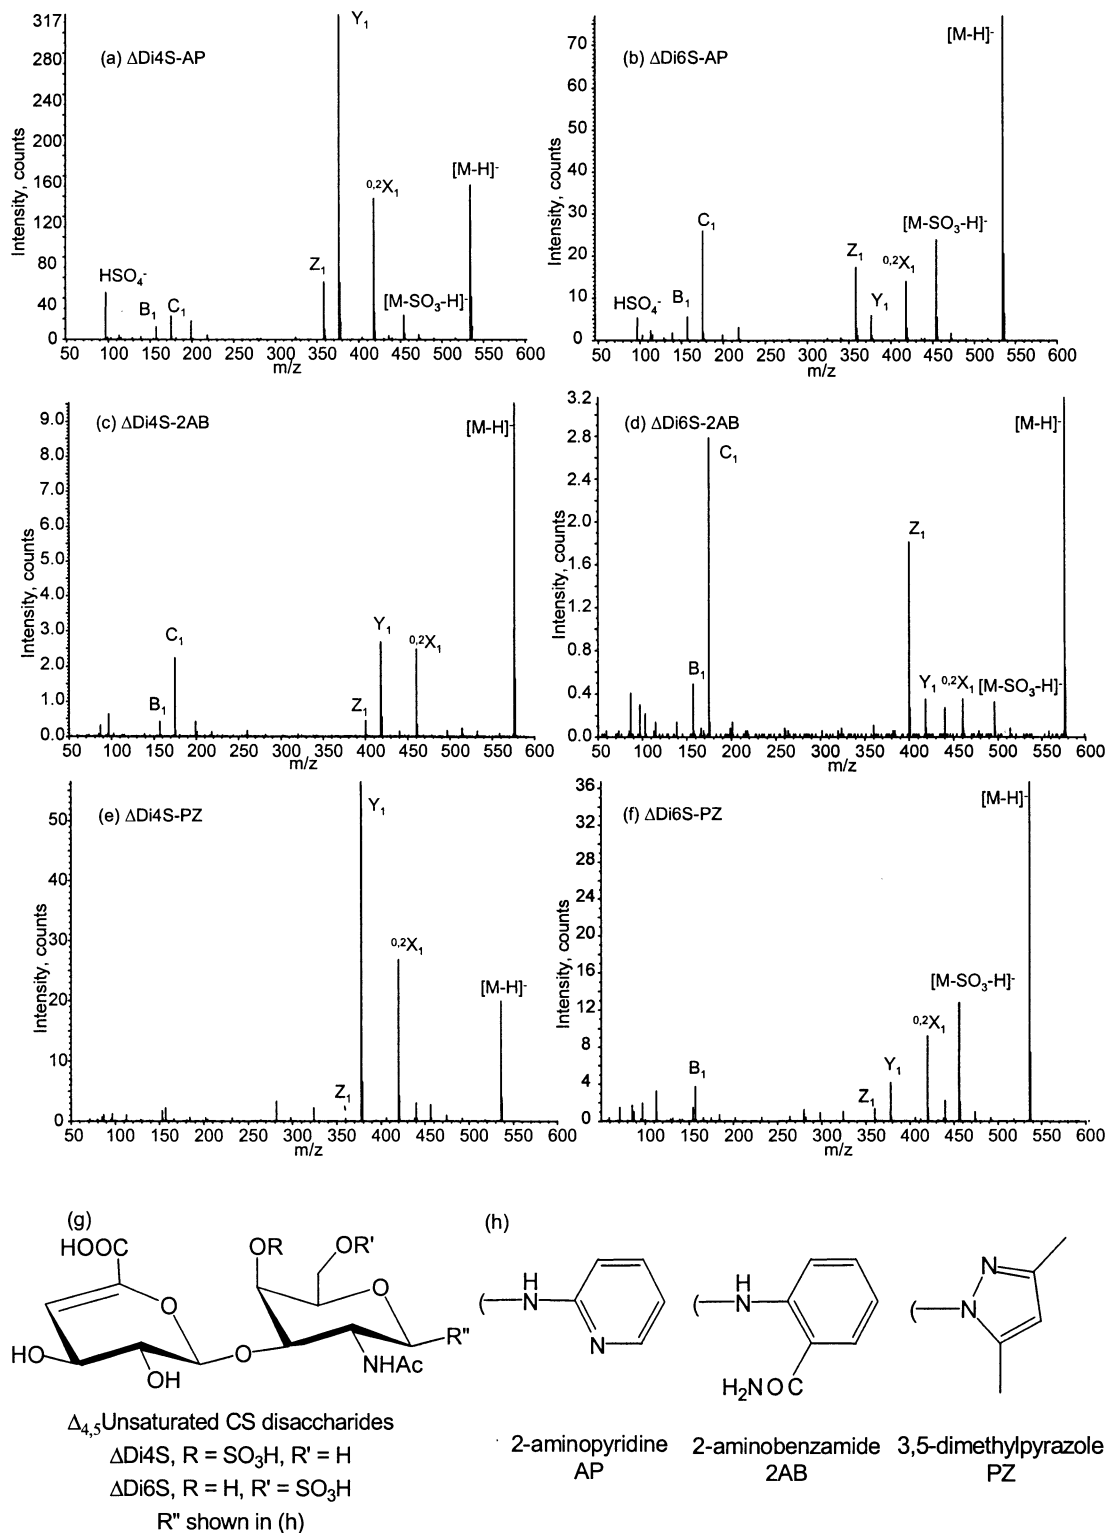 (a) ΔDi4S-AP
Intensity, counts
317
280
240
200
160
120
80
40
0
HSO₄⁻
B₁
C₁
Z₁
Y₁
⁰,²X₁
[M-SO₃-H]⁻
[M-H]⁻
50 100 150 200 250 300 350 400 450 500 550 600
m/z
(b) ΔDi6S-AP
Intensity, counts
70
60
50
40
30
20
10
0
HSO₄⁻
B₁
C₁
Z₁
Y₁
⁰,²X₁
[M-SO₃-H]⁻
[M-H]⁻
50 100 150 200 250 300 350 400 450 500 550 600
m/z
(c) ΔDi4S-2AB
Intensity, counts
9.0
8.0
7.0
6.0
5.0
4.0
3.0
2.0
1.0
0.0
B₁
C₁
Z₁
Y₁
⁰,²X₁
[M-H]⁻
50 100 150 200 250 300 350 400 450 500 550 600
m/z
(d) ΔDi6S-2AB
Intensity, counts
3.2
2.8
2.4
2.0
1.6
1.2
0.8
0.4
0.0
B₁
C₁
Z₁
Y₁
⁰,²X₁
[M-SO₃-H]⁻
[M-H]⁻
50 100 150 200 250 300 350 400 450 500 550 600
m/z
(e) ΔDi4S-PZ
Intensity, counts
50
40
30
20
10
0
Z₁
Y₁
⁰,²X₁
[M-H]⁻
50 100 150 200 250 300 350 400 450 500 550 600
m/z
(f) ΔDi6S-PZ
Intensity, counts
36
32
28
24
20
16
12
8
4
0
B₁
Z₁
Y₁
⁰,²X₁
[M-SO₃-H]⁻
[M-H]⁻
100 150 200 250 300 350 400 450 500 550 600
m/z
(g)
HOOC
OR
OR'
O
O
HO
OH
O
NHAc
R"
Δ₄,₅Unsaturated CS disaccharides
ΔDi4S, R = SO₃H, R' = H
ΔDi6S, R = H, R' = SO₃H
R" shown in (h)
(h)
H
N
N
2-aminopyridine
AP
H
N
H₂NOC
2-aminobenzamide
2AB
N
N
3,5-dimethylpyrazole
PZ